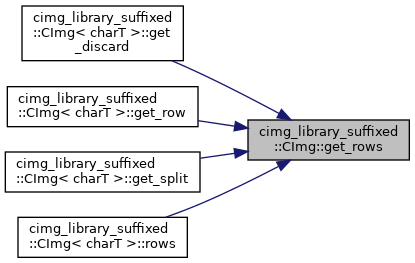 cimg_library_suffixed
::CImg< charT >::get
_discard
cimg_library_suffixed
::CImg< charT >::get_row
cimg_library_suffixed
::CImg::get_rows
cimg_library_suffixed
::CImg< charT >::get_split
cimg_library_suffixed
::CImg< charT >::rows